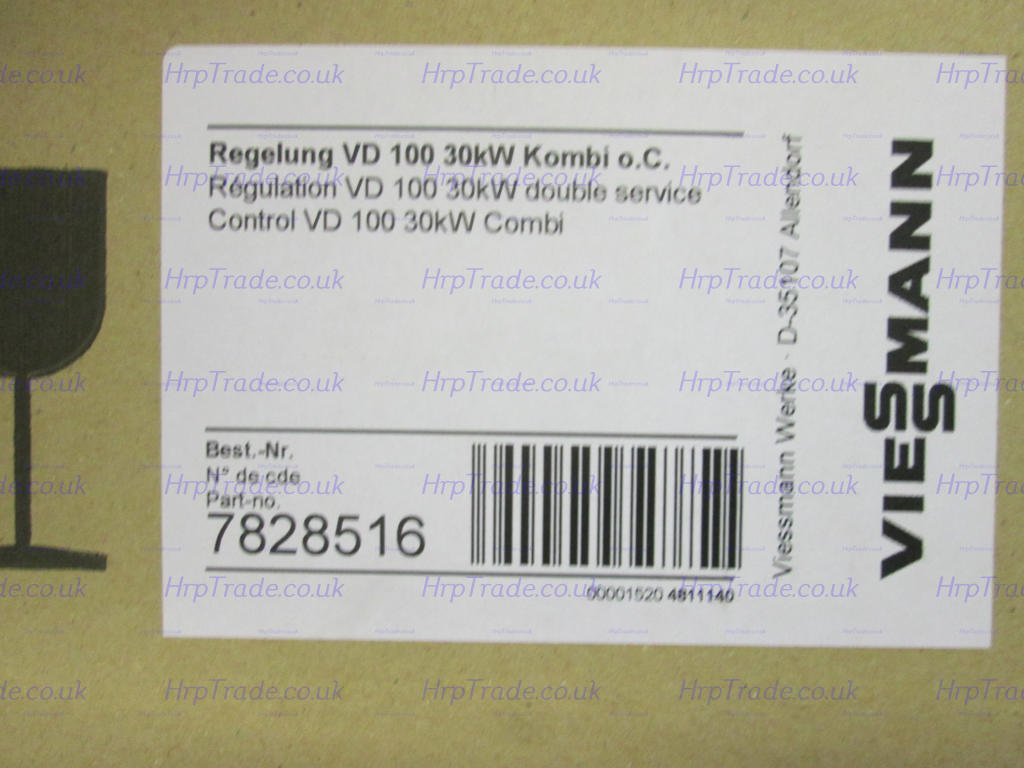 Regelung VD 100 30kW Kombi o.C.
Régulation VD 100 30kW double service
Control VD 100 30kW Combi
Best.-Nr.
N° de cde
Part-no.
7828516
00001520 4811140
Viessmann Werke · D-35107 Allendorf
VIESSMANN
HrpTrade.co.uk